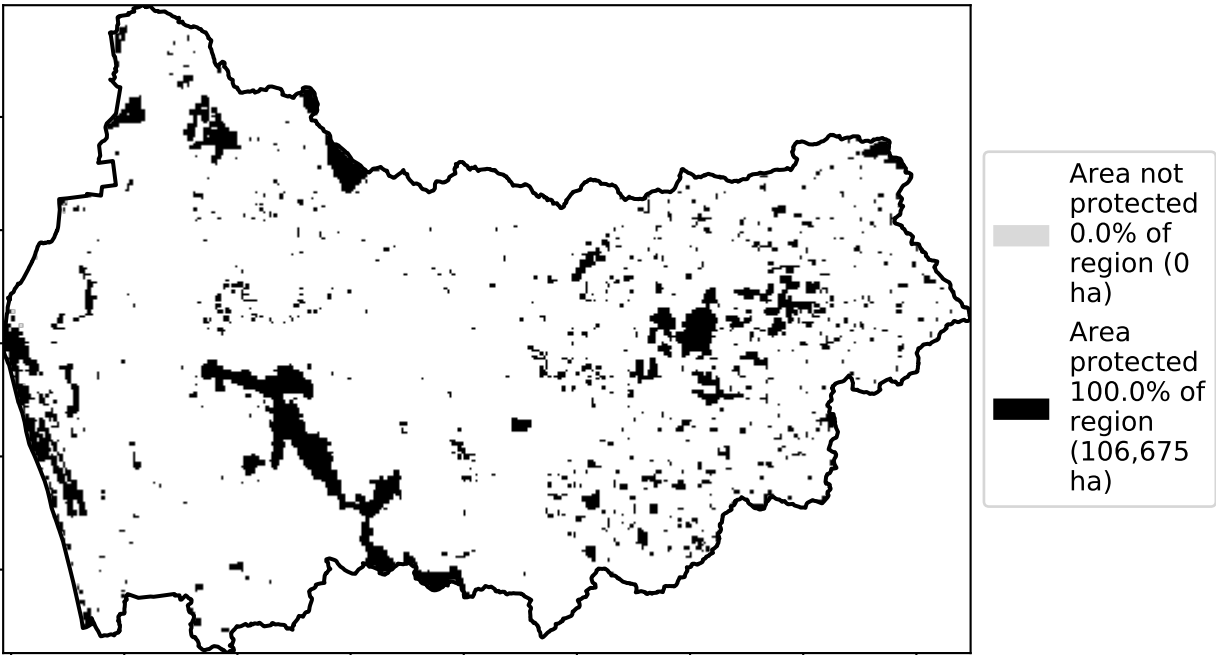 Area not
protected
0.0% of
region (0
ha)
Area
protected
100.0% of
region
(106,675
ha)